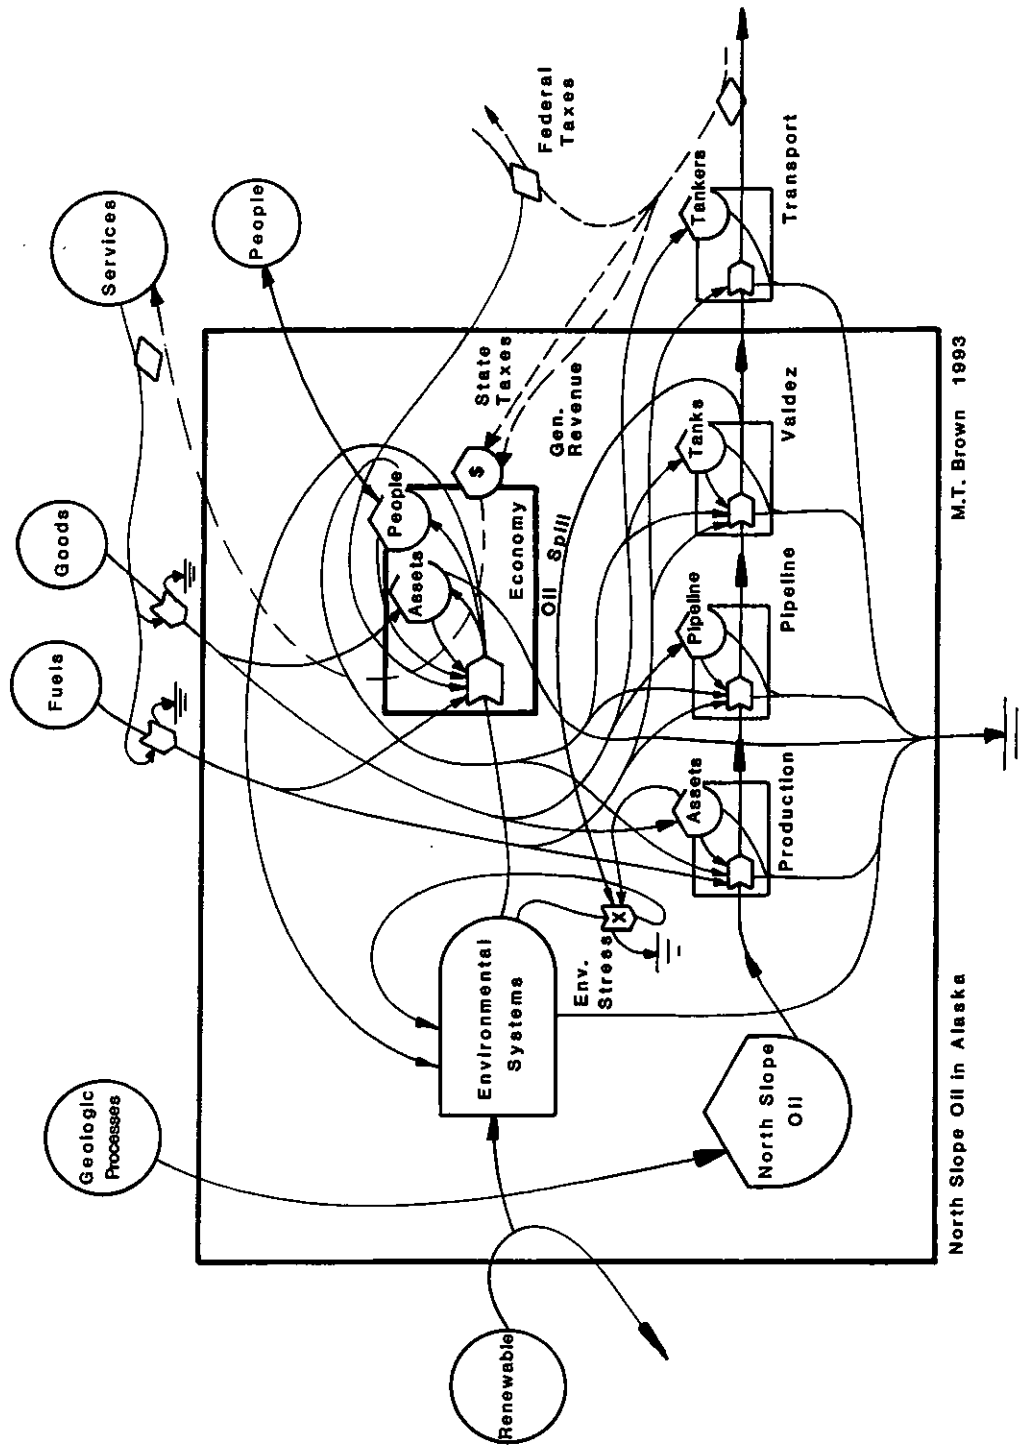 Renewable
Geologic
Processes
Fuels
Goods
Services
People
Environmental
Systems
Assets
People
$
Economy
State
Taxes
Gen.
Revenue
Federal
Taxes
Oil Spill
Env.
Stress
X
North Slope
Oil
Assets
Production
Pipeline
Pipeline
Tanks
Valdez
Tankers
Transport
North Slope Oil in Alaska
M.T. Brown 1993